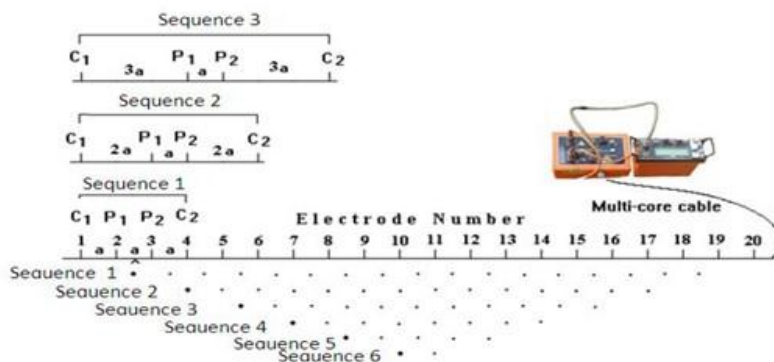 Sequence 3
C1 P1 P2 C2
3a a 3a
Sequence 2
C1 P1 P2 C2
2a a 2a
Sequence 1
C1 P1 P2 C2
Electrode Number
Multi-core cable
1 2 3 4 5 6 7 8 9 10 11 12 13 14 15 16 17 18 19 20
a a a
Sequence 1
Sequence 2
Sequence 3
Sequence 4
Sequence 5
Sequence 6